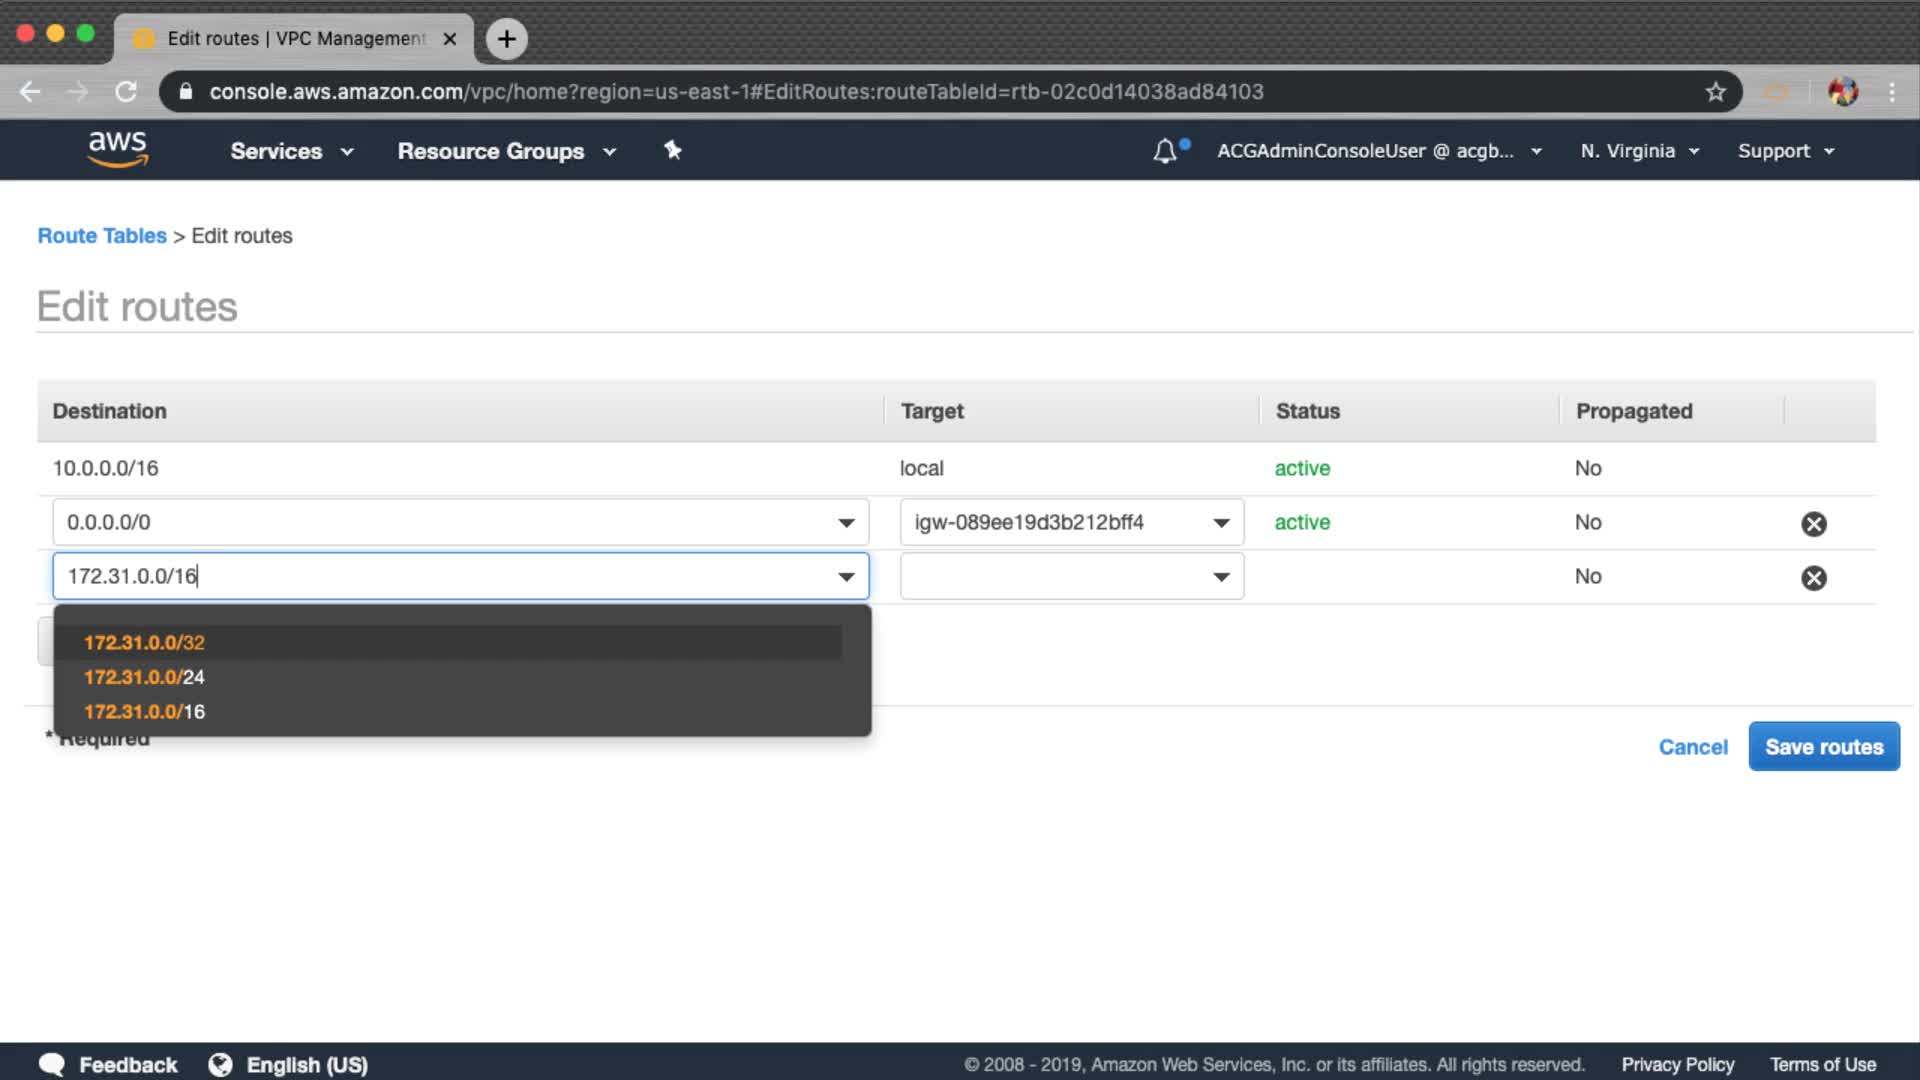 Edit routes | VPC Management
console.aws.amazon.com/vpc/home?region=us-east-1#EditRoutes:routeTableId=rtb-02c0d14038ad84103
aws Services Resource Groups ACGAdminConsoleUser @ acgb... N. Virginia Support
Route Tables > Edit routes
Edit routes
Destination Target Status Propagated
10.0.0.0/16 local active No
0.0.0.0/0 igw-089ee19d3b212bff4 active No
172.31.0.0/16 No
172.31.0.0/32
172.31.0.0/24
172.31.0.0/16
* Required
Cancel Save routes
Feedback English (US) © 2008 - 2019, Amazon Web Services, Inc. or its affiliates. All rights reserved. Privacy Policy Terms of Use